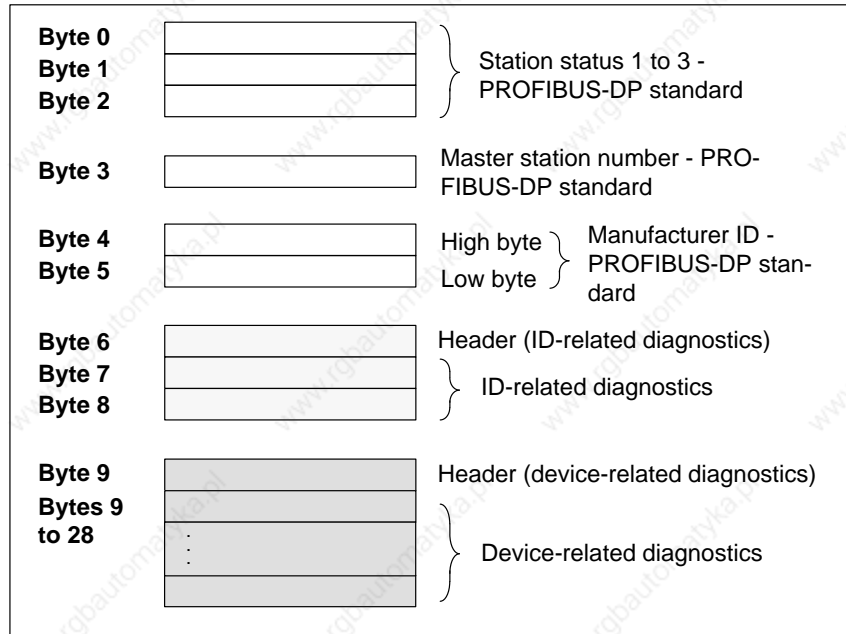 Byte 0
Byte 1
Byte 2
Station status 1 to 3 -
PROFIBUS-DP standard
Byte 3
Master station number - PRO-
FIBUS-DP standard
Byte 4
Byte 5
High byte
Low byte
Manufacturer ID -
PROFIBUS-DP stan-
dard
Byte 6
Header (ID-related diagnostics)
Byte 7
Byte 8
ID-related diagnostics
Byte 9
Header (device-related diagnostics)
Bytes 9
to 28
Device-related diagnostics
www.rgbautomatyka.pl